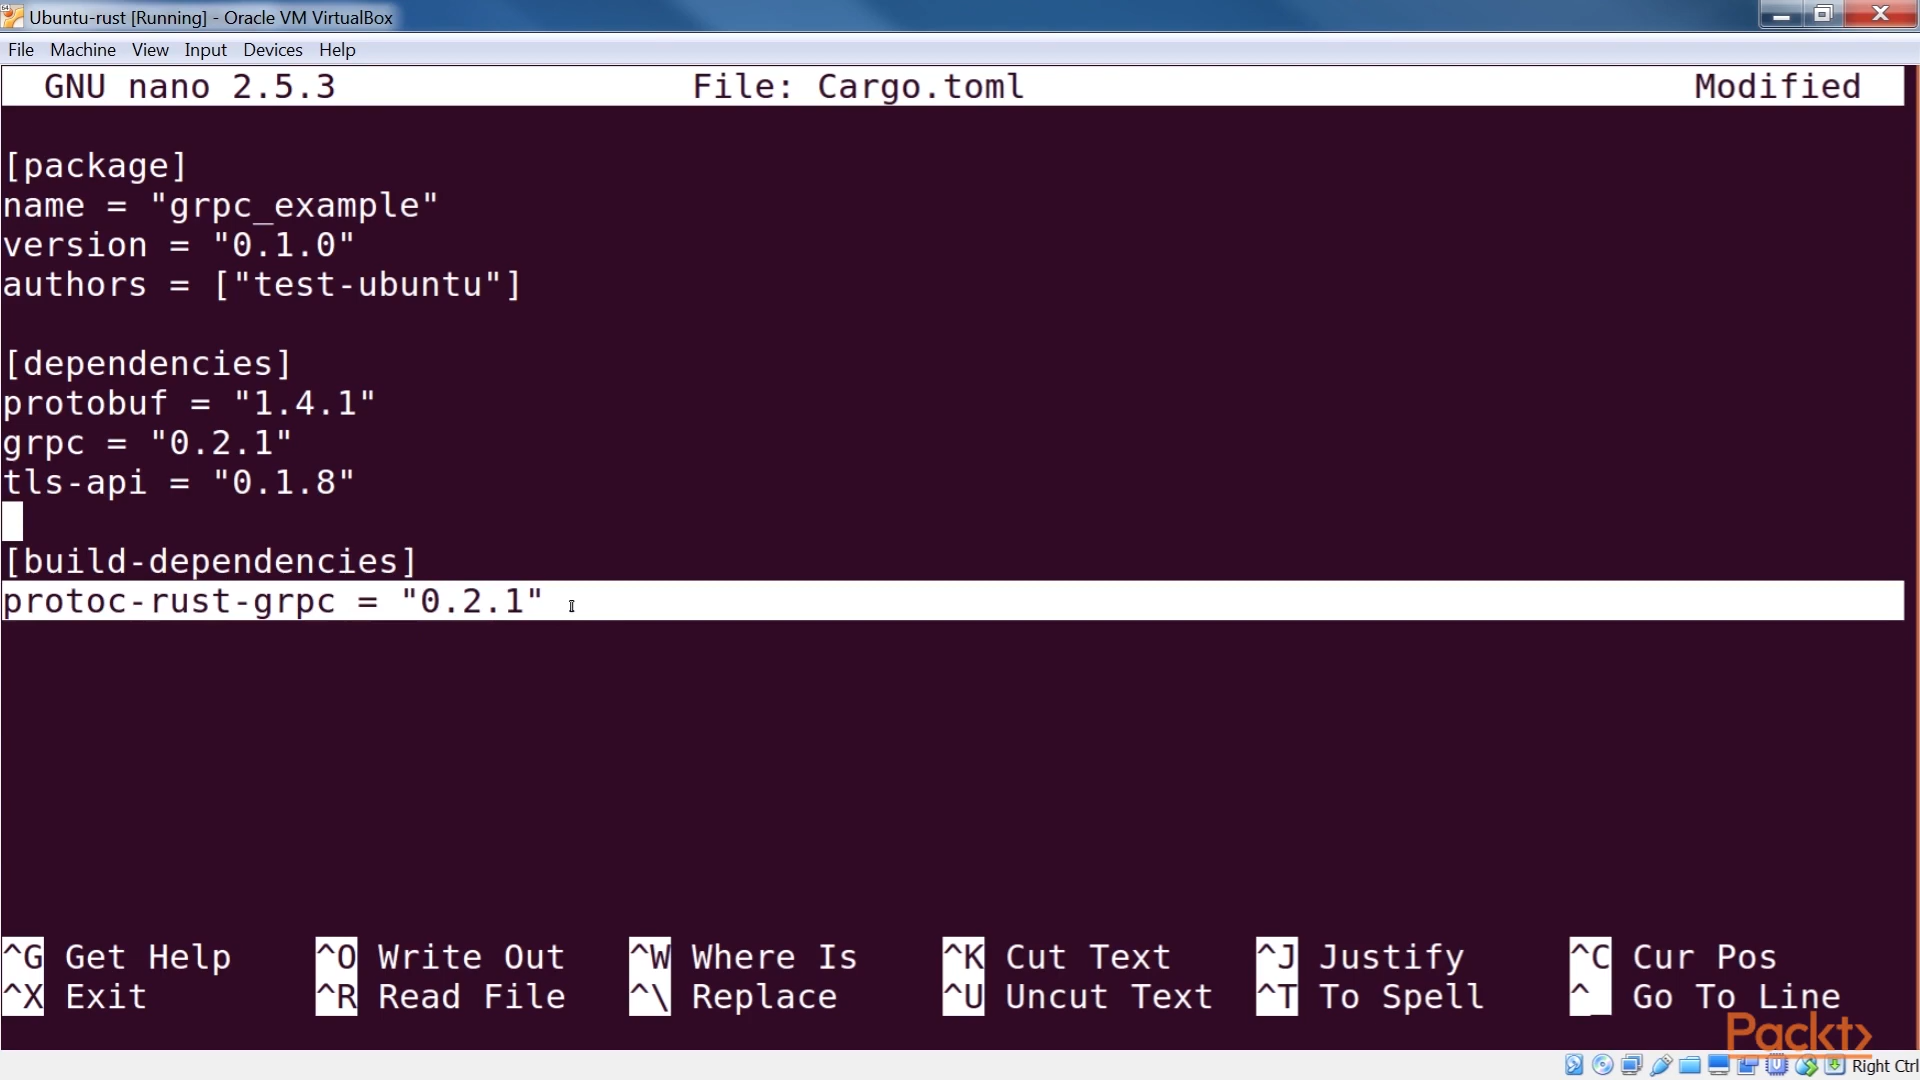 Ubuntu-rust [Running] - Oracle VM VirtualBox
File Machine View Input Devices Help
GNU nano 2.5.3 File: Cargo.toml Modified
[package]
name = "grpc_example"
version = "0.1.0"
authors = ["test-ubuntu"]
[dependencies]
protobuf = "1.4.1"
grpc = "0.2.1"
tls-api = "0.1.8"
[build-dependencies]
protoc-rust-grpc = "0.2.1"
^G Get Help ^O Write Out ^W Where Is ^K Cut Text ^J Justify ^C Cur Pos
^X Exit ^R Read File ^\ Replace ^U Uncut Text ^T To Spell ^_ Go To Line
Packt>
Right Ctrl